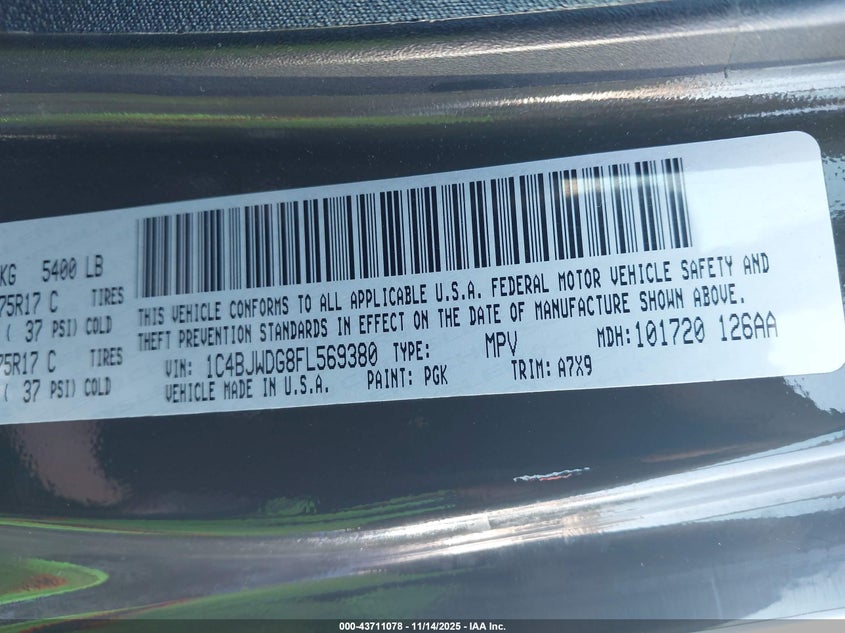 KG 5400 LB
75R17 C TIRES
( 37 PSI) COLD
75R17 C TIRES
( 37 PSI) COLD
THIS VEHICLE CONFORMS TO ALL APPLICABLE U.S.A. FEDERAL MOTOR VEHICLE SAFETY AND
THEFT PREVENTION STANDARDS IN EFFECT ON THE DATE OF MANUFACTURE SHOWN ABOVE.
VIN: 1C4BJWDG8FL569380 TYPE: MPV MDH:101720 126AA
VEHICLE MADE IN U.S.A. PAINT: PGK TRIM: A7X9
000-43711078 - 11/14/2025 - IAA Inc.